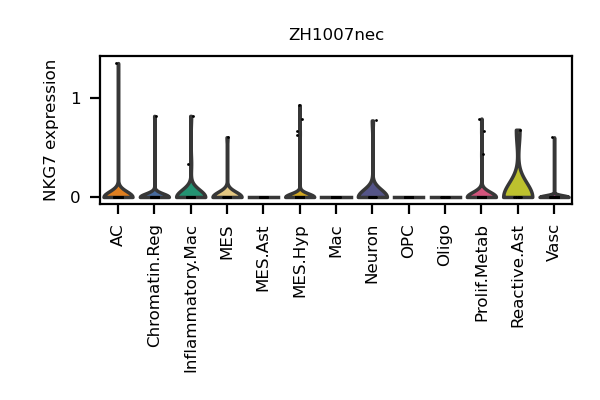 ZH1007nec
NKG7 expression
1
0
AC
Chromatin.Reg
Inflammatory.Mac
MES
MES.Ast
MES.Hyp
Mac
Neuron
OPC
Oligo
Prolif.Metab
Reactive.Ast
Vasc